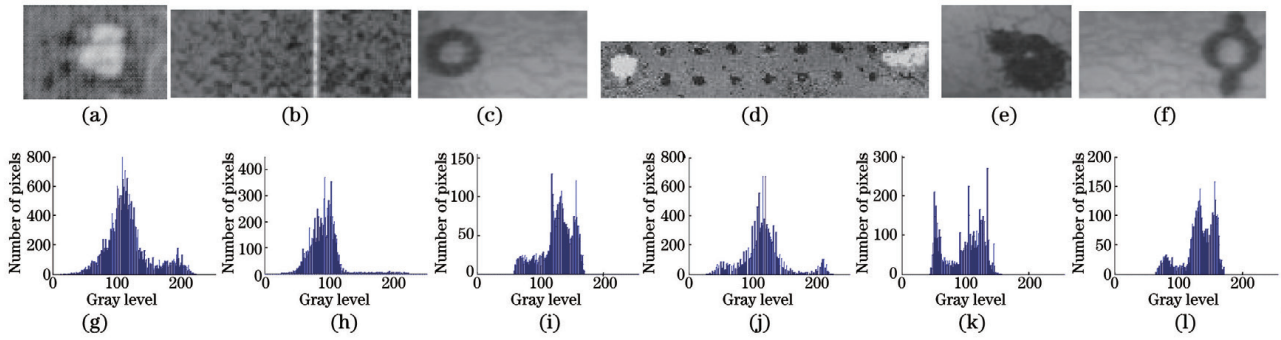 (a) (b) (c) (d) (e) (f)
Number of pixels 800 600 400 200 0 0 100 200 Gray level
Number of pixels 400 300 200 100 0 0 100 200 Gray level
Number of pixels 150 100 50 0 0 200 Gray level
Number of pixels 800 600 400 200 0 0 100 200 Gray level
Number of pixels 300 200 100 0 0 100 200 Gray level
Number of pixels 200 150 100 50 0 0 200 Gray level
(g) (h) (i) (j) (k) (l)